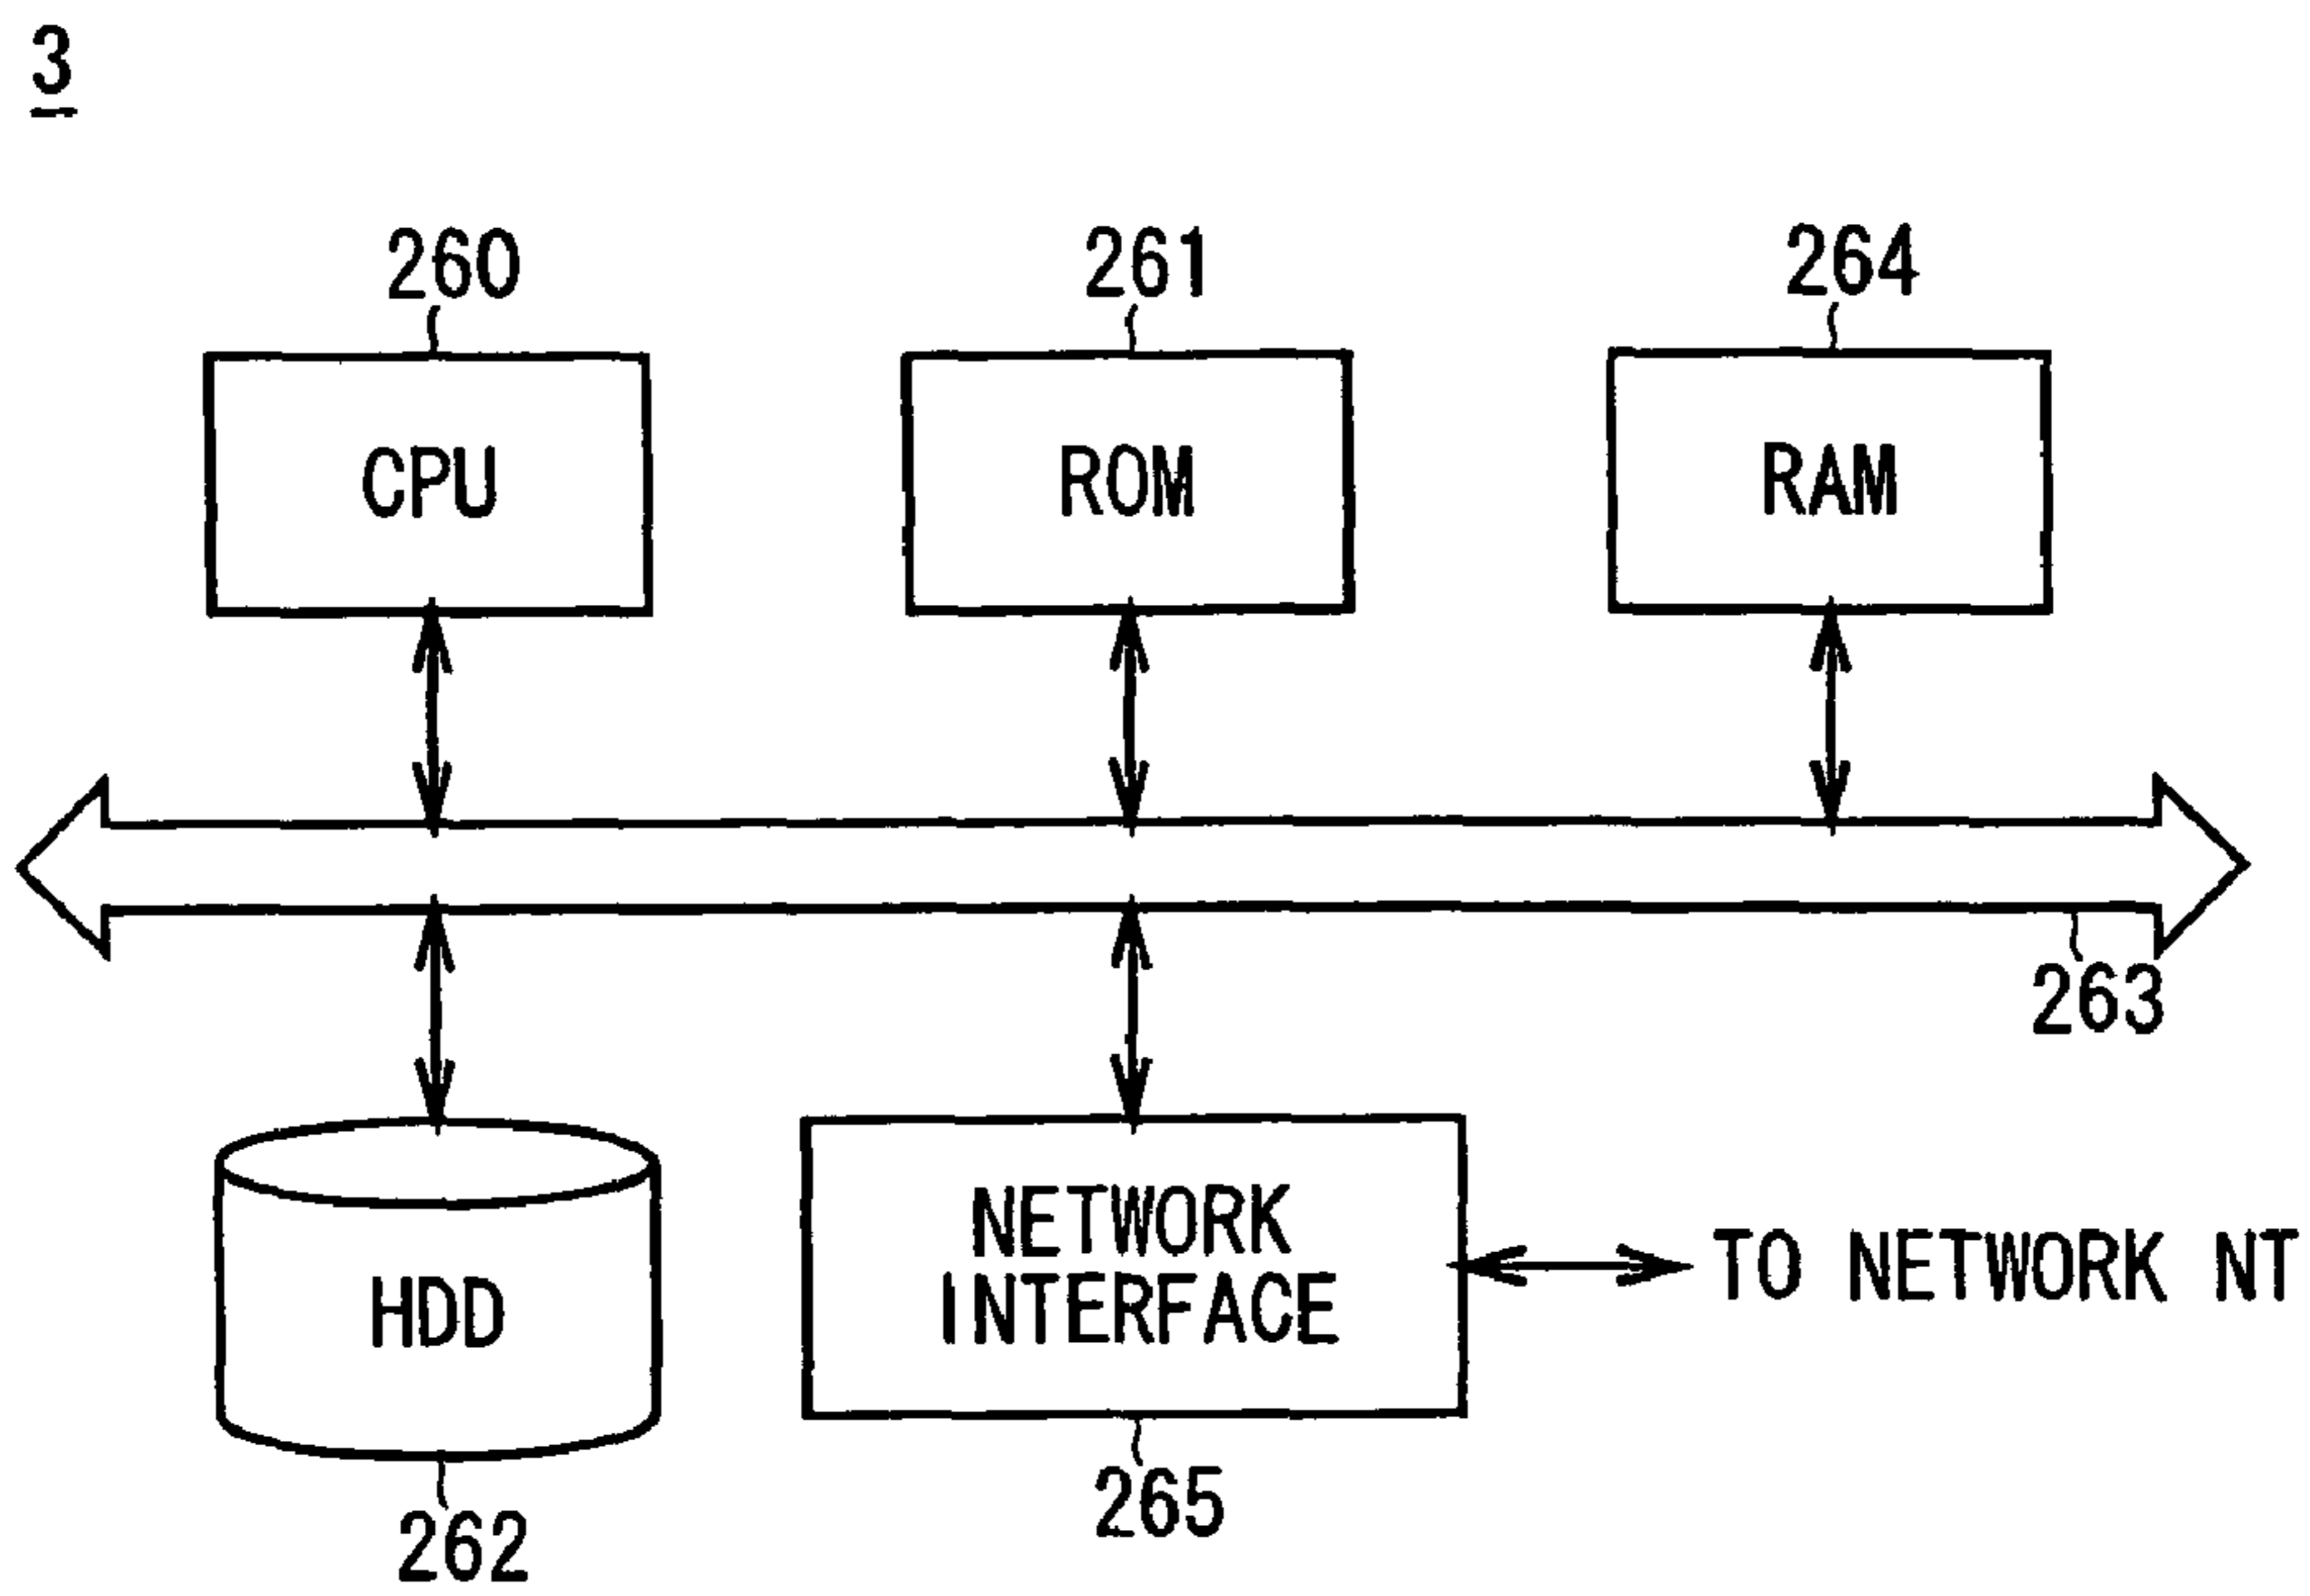 3
260
261
264
CPU
ROM
RAM
263
HDD
NETWORK
INTERFACE
TO NETWORK NT
262
265